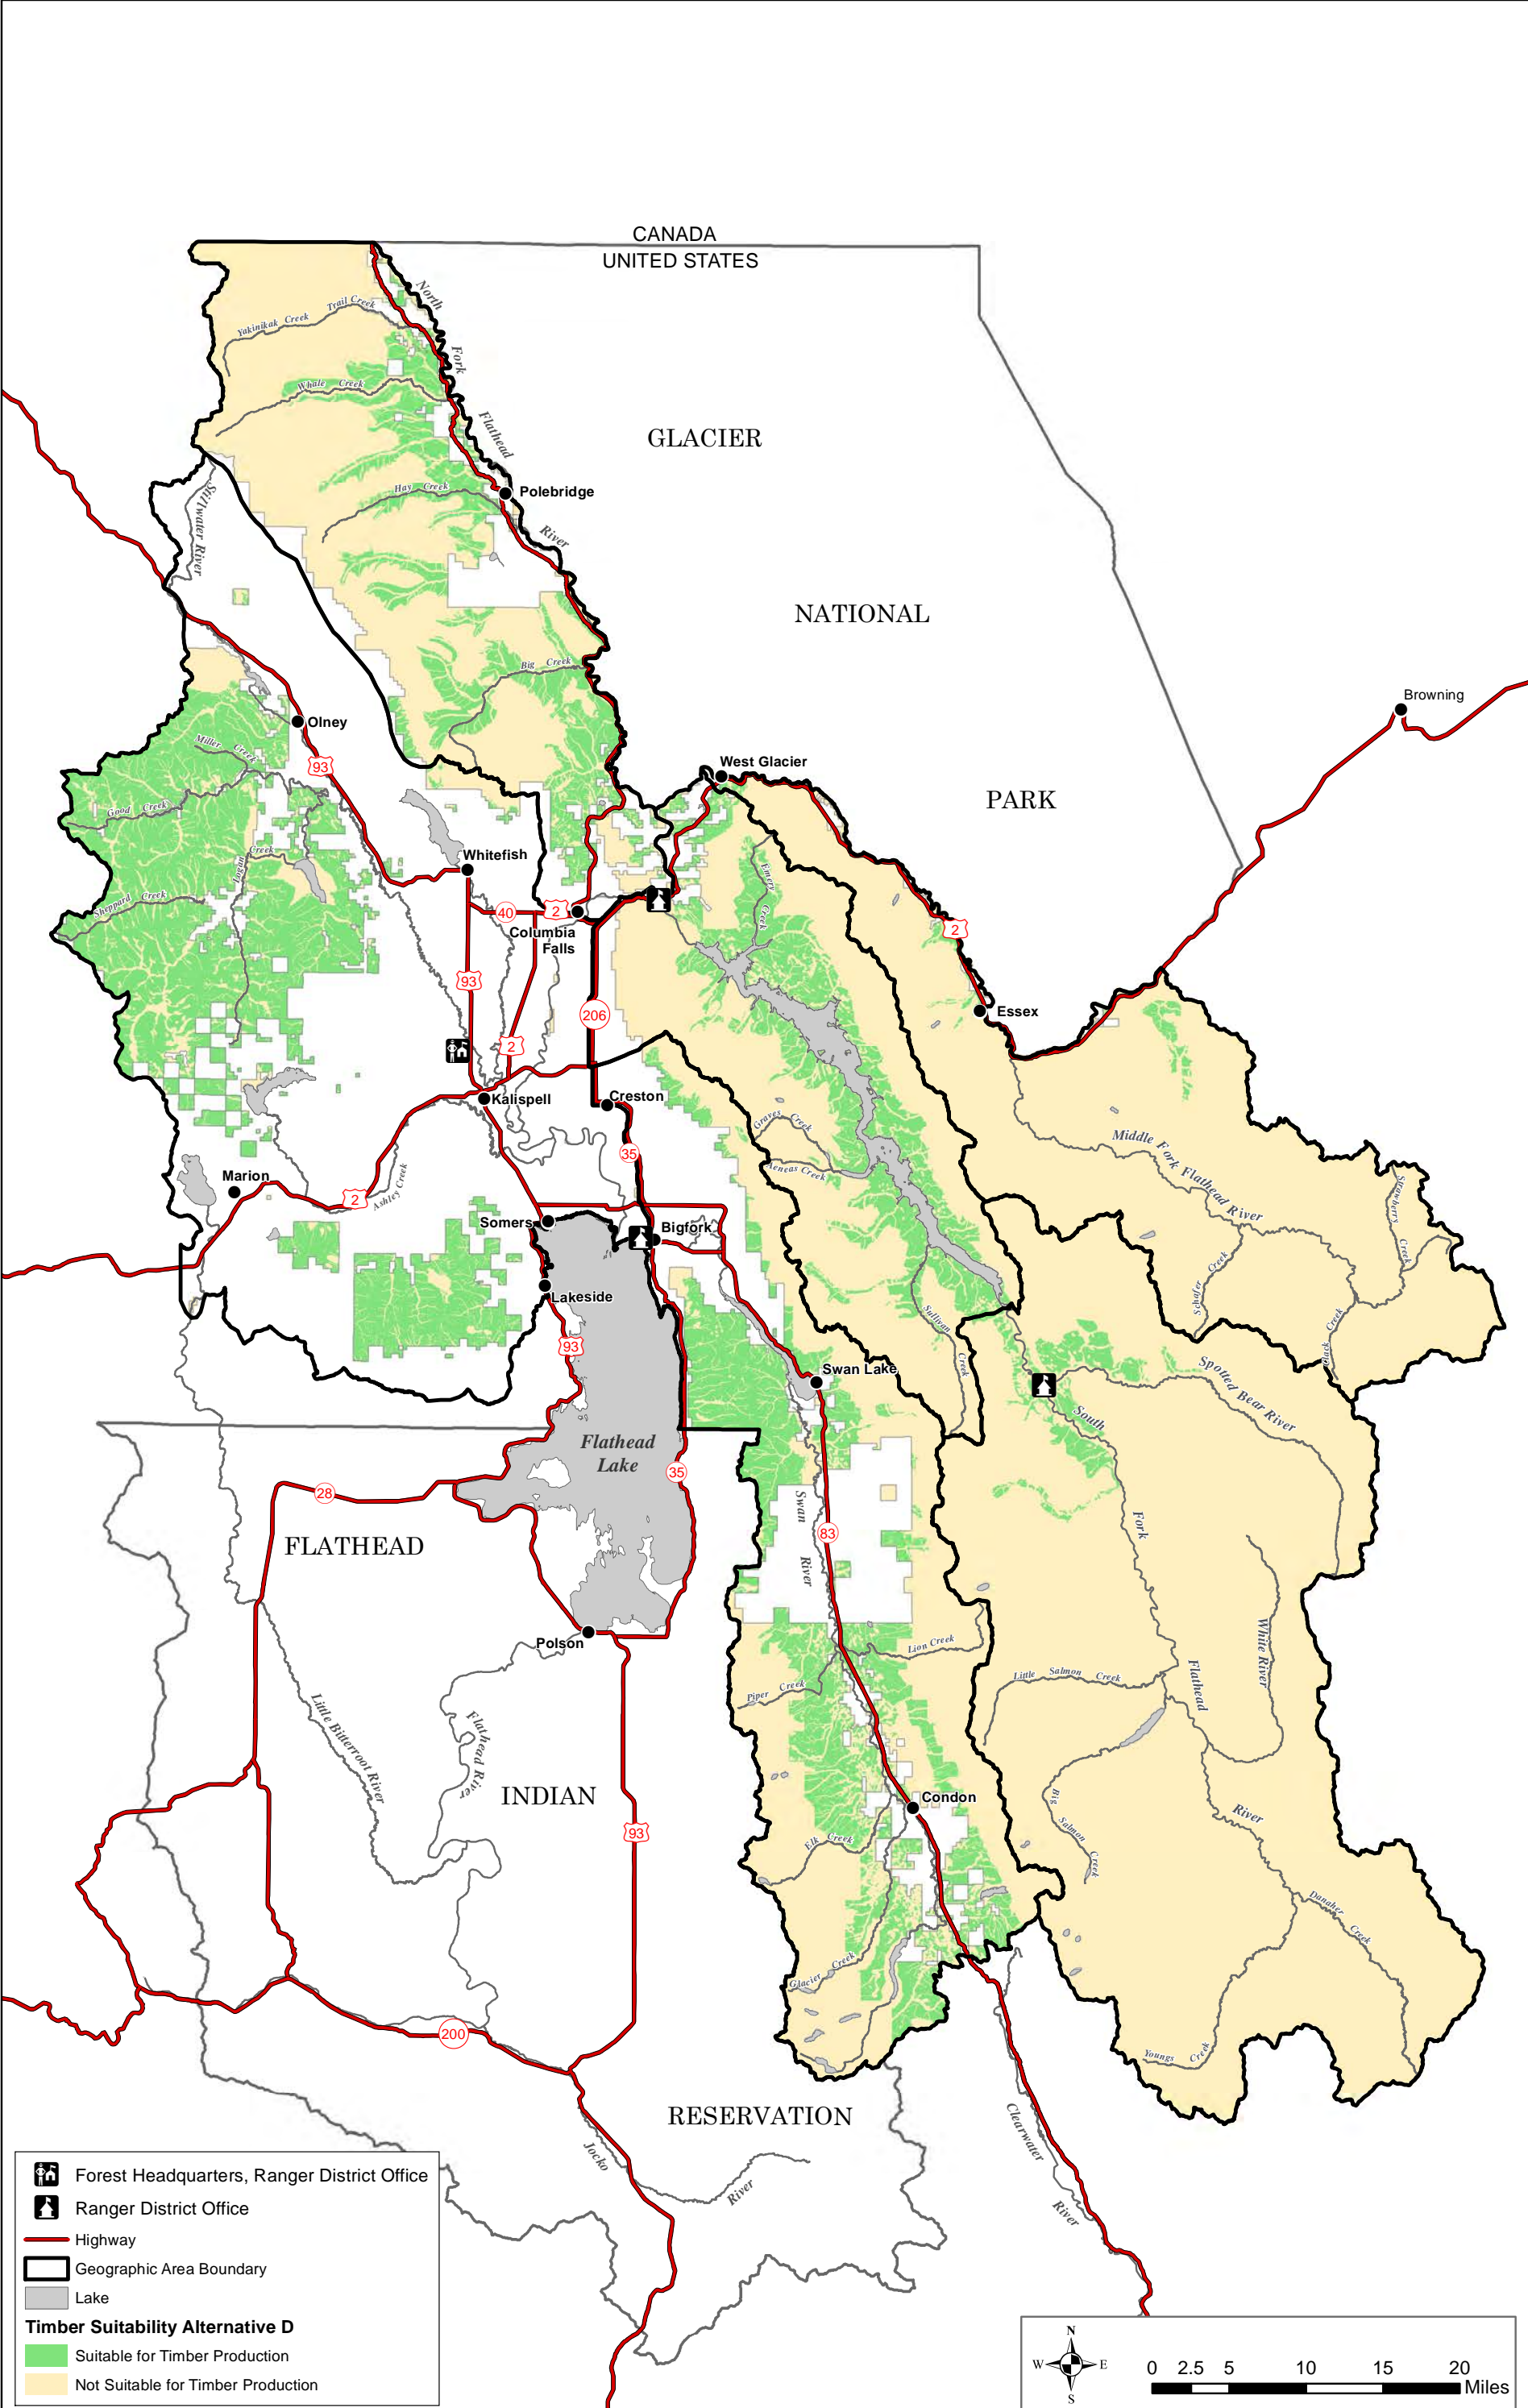 CANADA
UNITED STATES
North
Fork
Flathead
River
Trail Creek
Yakinikak Creek
Whale Creek
GLACIER
Hay Creek
Polebridge
Stillwater River
NATIONAL
Big Creek
Browning
Olney
Miller Creek
93
West Glacier
PARK
Good Creek
Whitefish
Logan Creek
Emery Creek
Sheppard Creek
40
2
Columbia
Falls
2
93
Essex
206
2
Kalispell
Creston
Graves Creek
Middle Fork Flathead River
35
Aeneas Creek
Marion
Strawberry Creek
2
Ashley Creek
Somers
Bigfork
Schafer Creek
Lakeside
Sullivan Creek
93
Clack Creek
Swan Lake
Spotted Bear River
South
Fork
Flathead
River
Flathead
Lake
35
28
Swan River
83
FLATHEAD
White River
Polson
Lion Creek
Little Salmon Creek
Piper Creek
Little Bitterroot River
Flathead River
INDIAN
Condon
Big Salmon Creek
93
Elk Creek
Danaher Creek
Glacier Creek
200
Youngs Creek
RESERVATION
Clearwater River
Jocko River
Forest Headquarters, Ranger District Office
Ranger District Office
Highway
Geographic Area Boundary
Lake
Timber Suitability Alternative D
Suitable for Timber Production
Not Suitable for Timber Production
N
W E
S
0 2.5 5 10 15 20
Miles